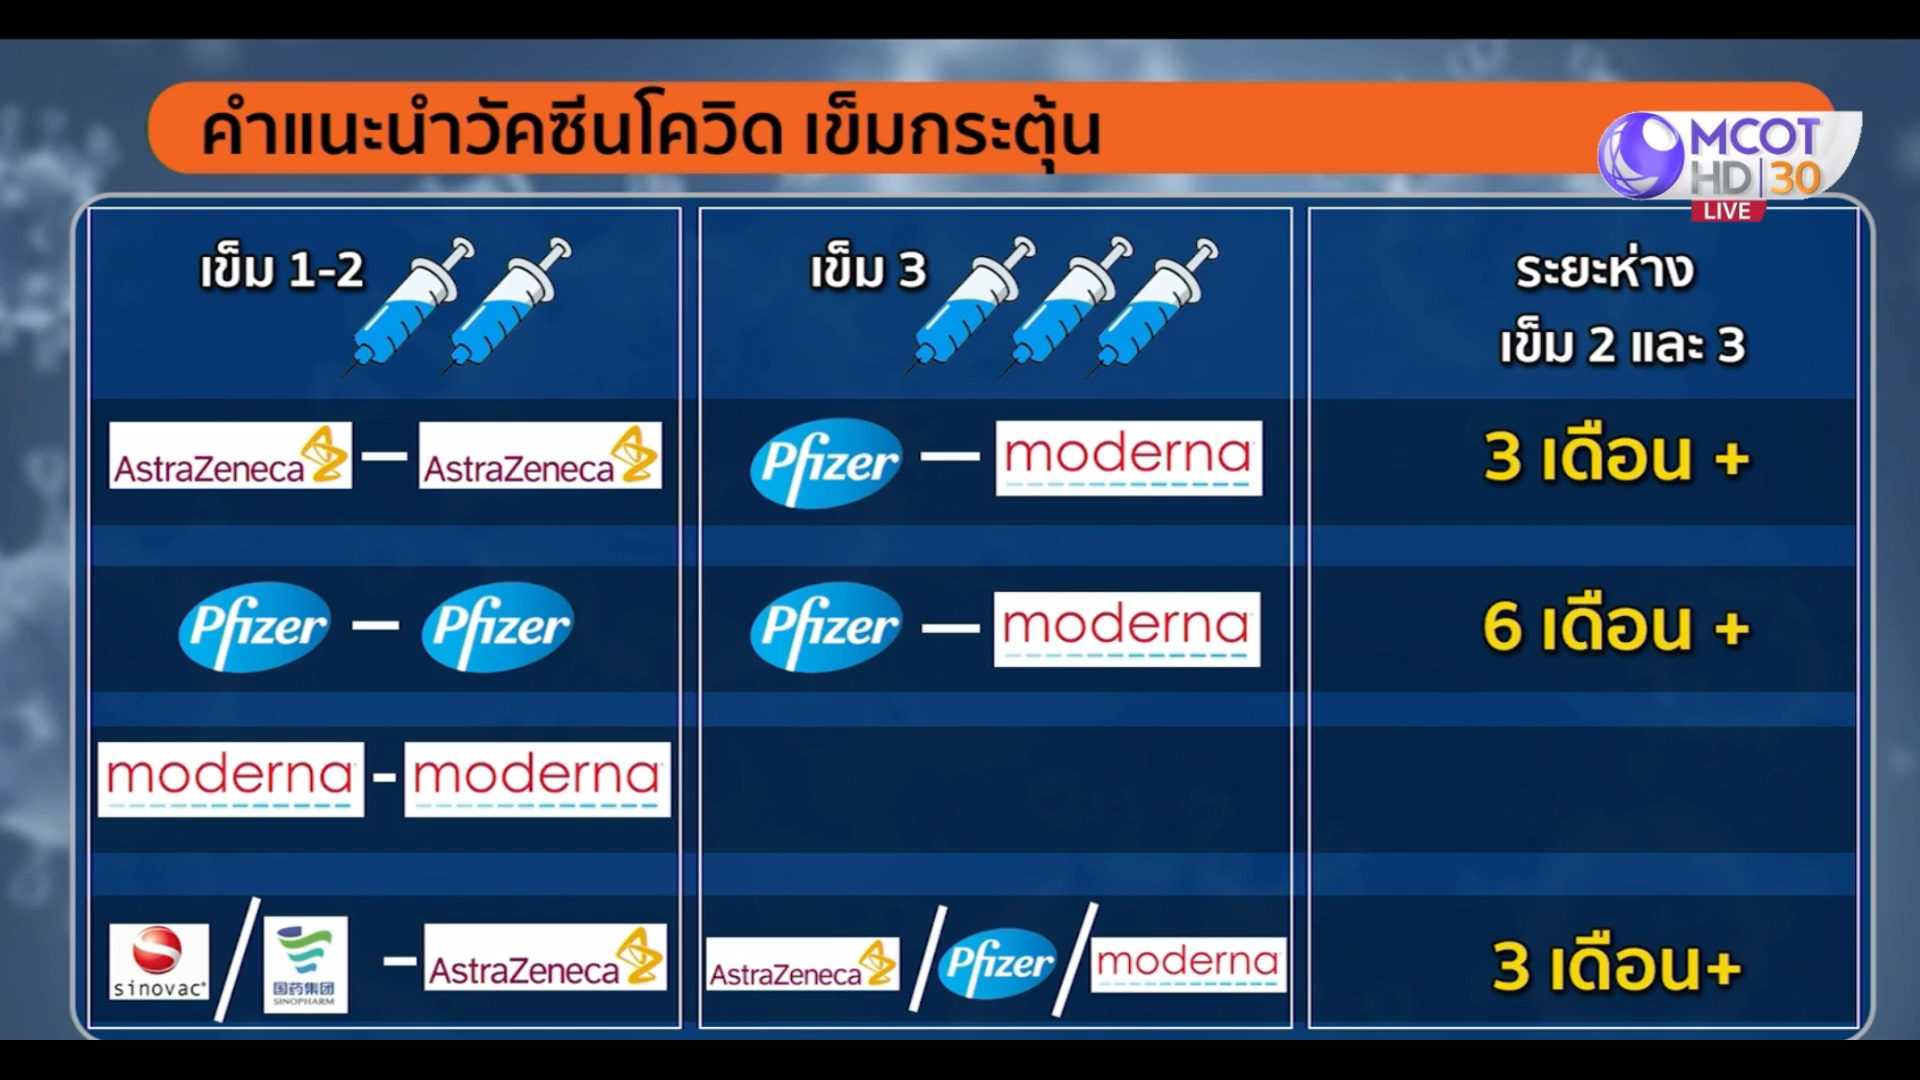 คำแนะนำวัคซีนโควิด เข็มกระตุ้น
MCOT
HD 30
LIVE
เข็ม 1-2
เข็ม 3
ระยะห่าง
เข็ม 2 และ 3
AstraZeneca — AstraZeneca
Pfizer — moderna
3 เดือน +
Pfizer — Pfizer
Pfizer — moderna
6 เดือน +
moderna - moderna
sinovac / 国药集团 SINOPHARM - AstraZeneca
AstraZeneca / Pfizer / moderna
3 เดือน+